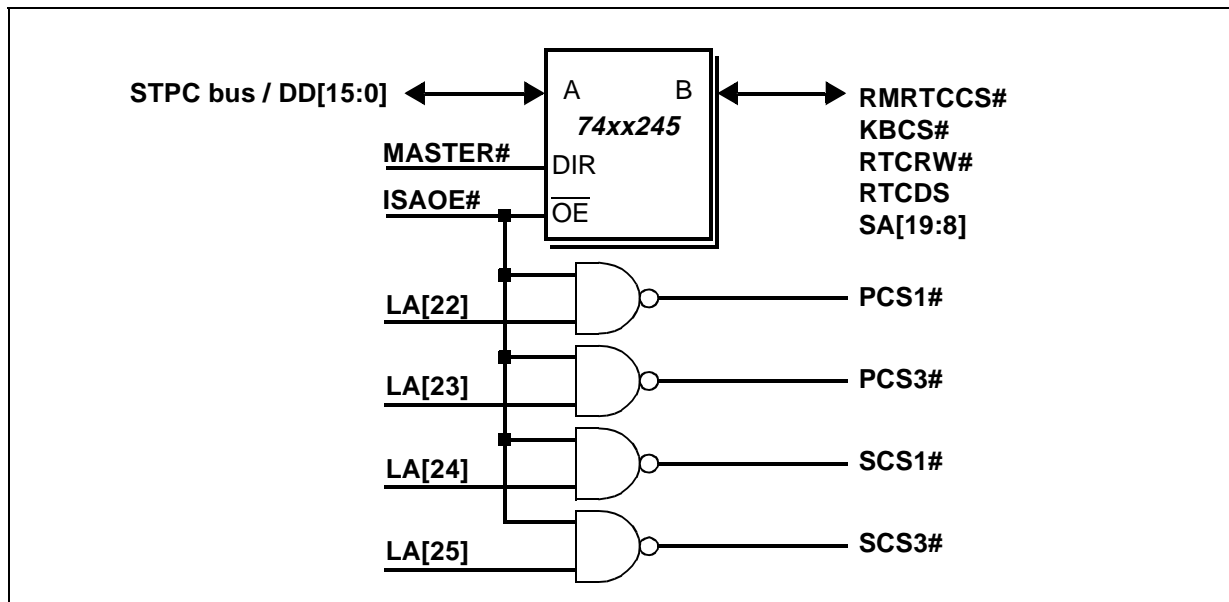 STPC bus / DD[15:0]
A
B
74xx245
MASTER#
DIR
ISAOE#
OE
RMRTCCS#
KBCS#
RTCRW#
RTCDS
SA[19:8]
LA[22]
PCS1#
LA[23]
PCS3#
LA[24]
SCS1#
LA[25]
SCS3#